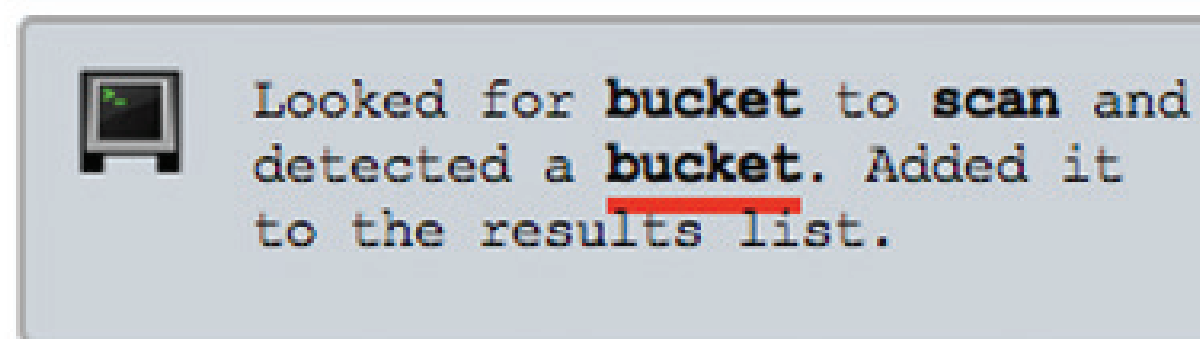 Looked for bucket to scan and
detected a bucket. Added it
to the results list.